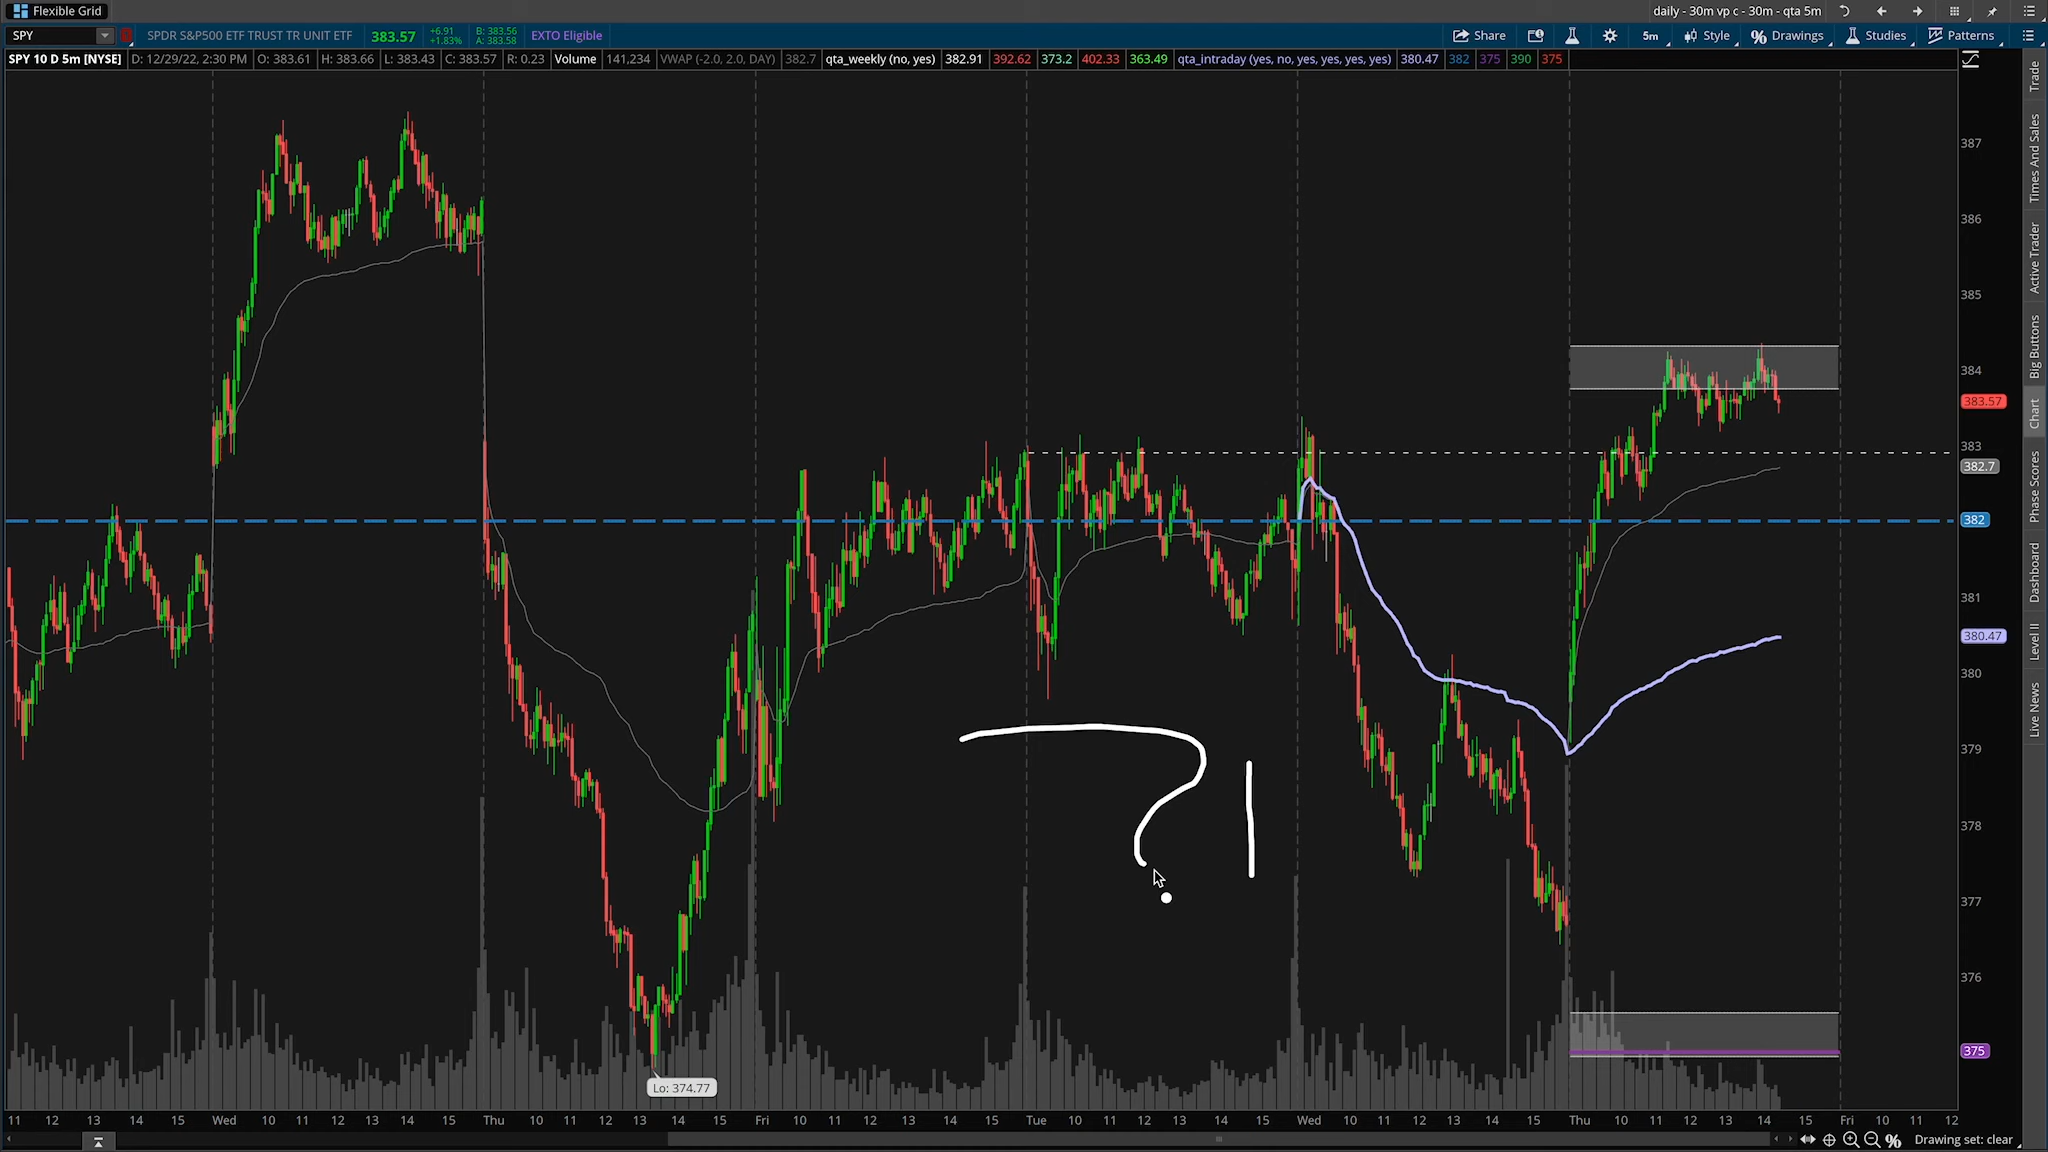 Flexible Grid
daily - 30m vp c - 30m - qta 5m
SPY SPDR S&P500 ETF TRUST TR UNIT ETF 383.57 +6.91 +1.83% B: 383.56 A: 383.58 EXTO Eligible
Share 5m Style Drawings Studies Patterns
SPY 10 D 5m [NYSE] D: 12/29/22, 2:30 PM O: 383.61 H: 383.66 L: 383.43 C: 383.57 R: 0.23 Volume 141,234 VWAP (-2.0, 2.0, DAY) 382.7 qta_weekly (no, yes) 382.91 392.62 373.2 402.33 363.49 qta_intraday (yes, no, yes, yes, yes, yes) 380.47 382 375 390 375
387
386
385
384
383.57
383
382.7
382
381
380.47
380
379
378
377
376
375
?
Lo: 374.77
11 12 13 14 15 Wed 10 11 12 13 14 15 Thu 10 11 12 13 14 15 Fri 10 11 12 13 14 15 Tue 10 11 12 13 15 Wed 10 11 12 13 14 15 Thu 10 11 12 13 14 15 Fri 10 11 12
Drawing set: clear
Trade
Times And Sales
Active Trader
Big Buttons
Chart
Phase Scores
Dashboard
Level II
Live News